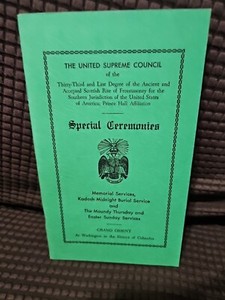 THE UNITED SUPREME COUNCIL
of the
Thirty-Third and Last Degree of the Ancient and
Accepted Scottish Rite of Freemasonry for the
Southern Jurisdiction of the United States
of America, Prince Hall Affiliation
Special Ceremonies
Memorial Services,
Kadosh Midnight Burial Service
and
The Maundy Thursday and
Easter Sunday Services
GRAND ORIENT
in Washington in the District of Columbia